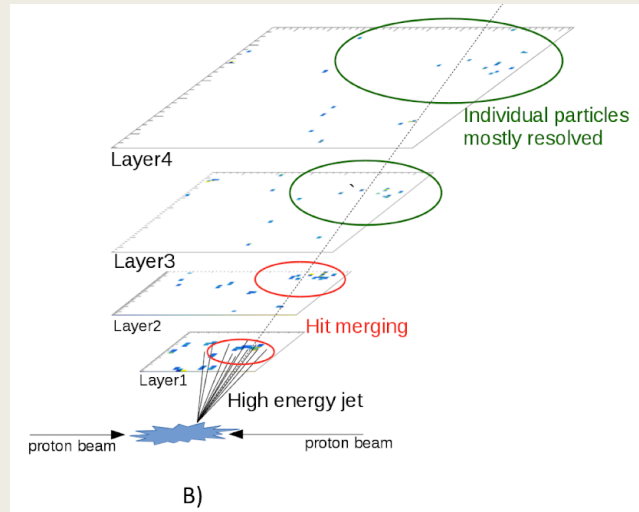 Individual particles
mostly resolved
Layer4
Layer3
Hit merging
Layer2
Layer1
High energy jet
proton beam
proton beam
B)